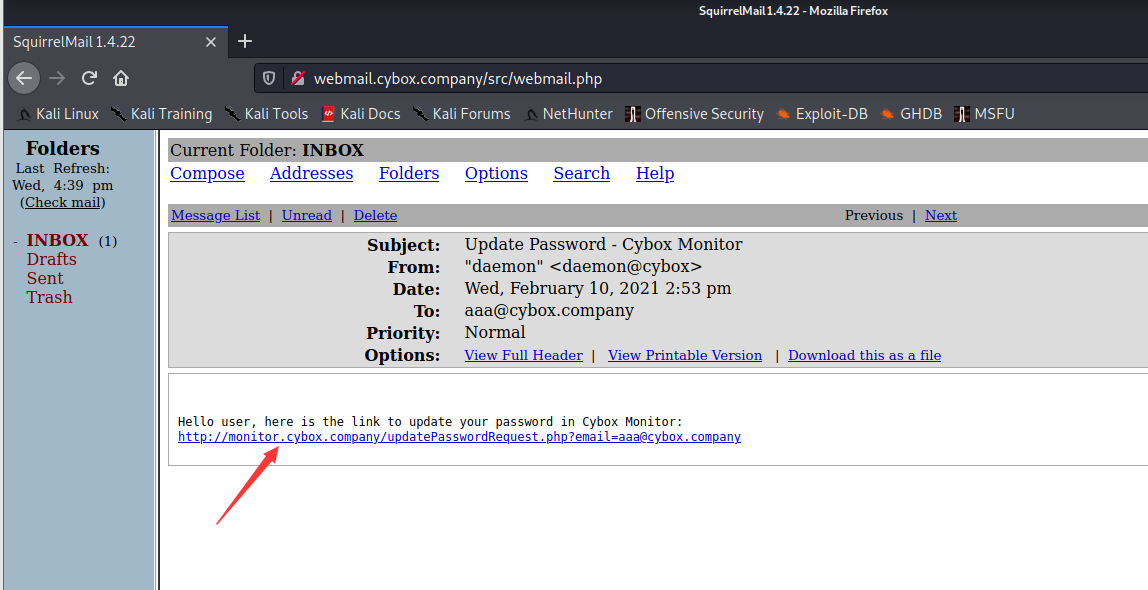 SquirrelMail 1.4.22 - Mozilla Firefox
SquirrelMail 1.4.22
webmail.cybox.company/src/webmail.php
Kali Linux Kali Training Kali Tools Kali Docs Kali Forums NetHunter Offensive Security Exploit-DB GHDB MSFU
Folders
Last Refresh:
Wed, 4:39 pm
(Check mail)
- INBOX (1)
Drafts
Sent
Trash
Current Folder: INBOX
Compose Addresses Folders Options Search Help
Message List | Unread | Delete Previous | Next
Subject: Update Password - Cybox Monitor
From: "daemon" <daemon@cybox>
Date: Wed, February 10, 2021 2:53 pm
To: aaa@cybox.company
Priority: Normal
Options: View Full Header | View Printable Version | Download this as a file
Hello user, here is the link to update your password in Cybox Monitor:
http://monitor.cybox.company/updatePasswordRequest.php?email=aaa@cybox.company